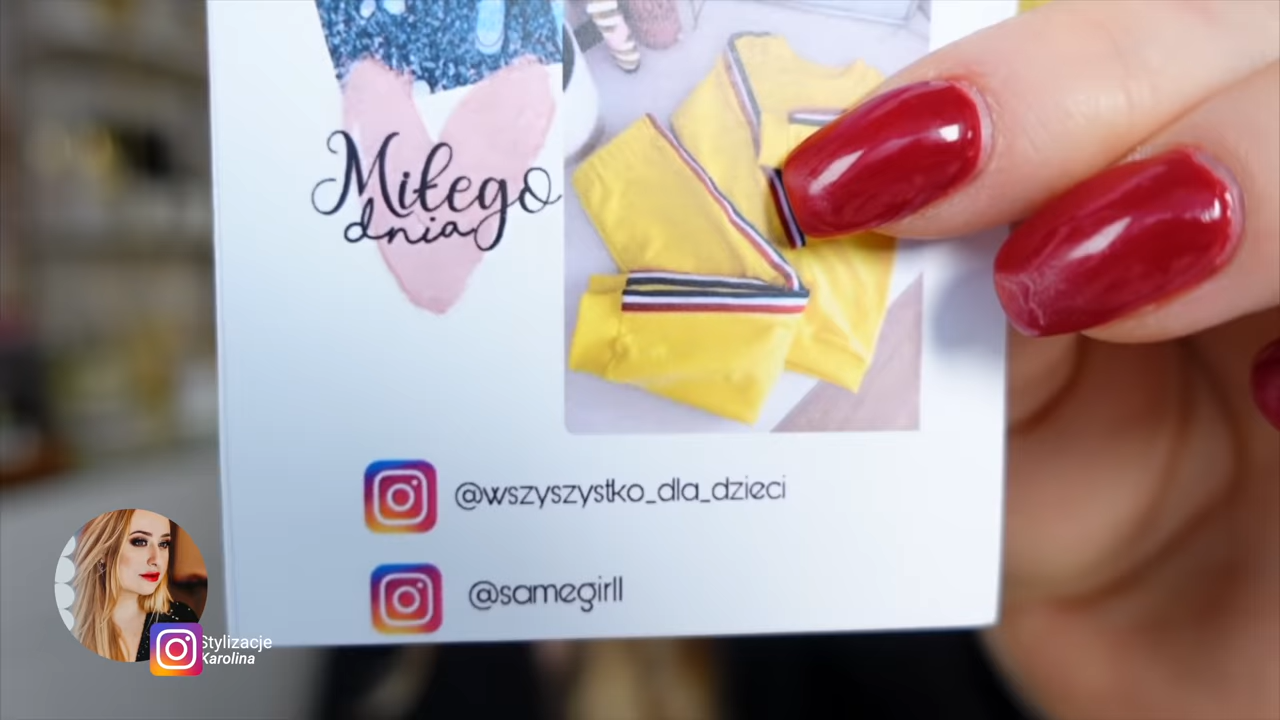 Miłego
dnia
@wszyszystko_dla_dzieci
@samegirll
Stylizacje
Karolina